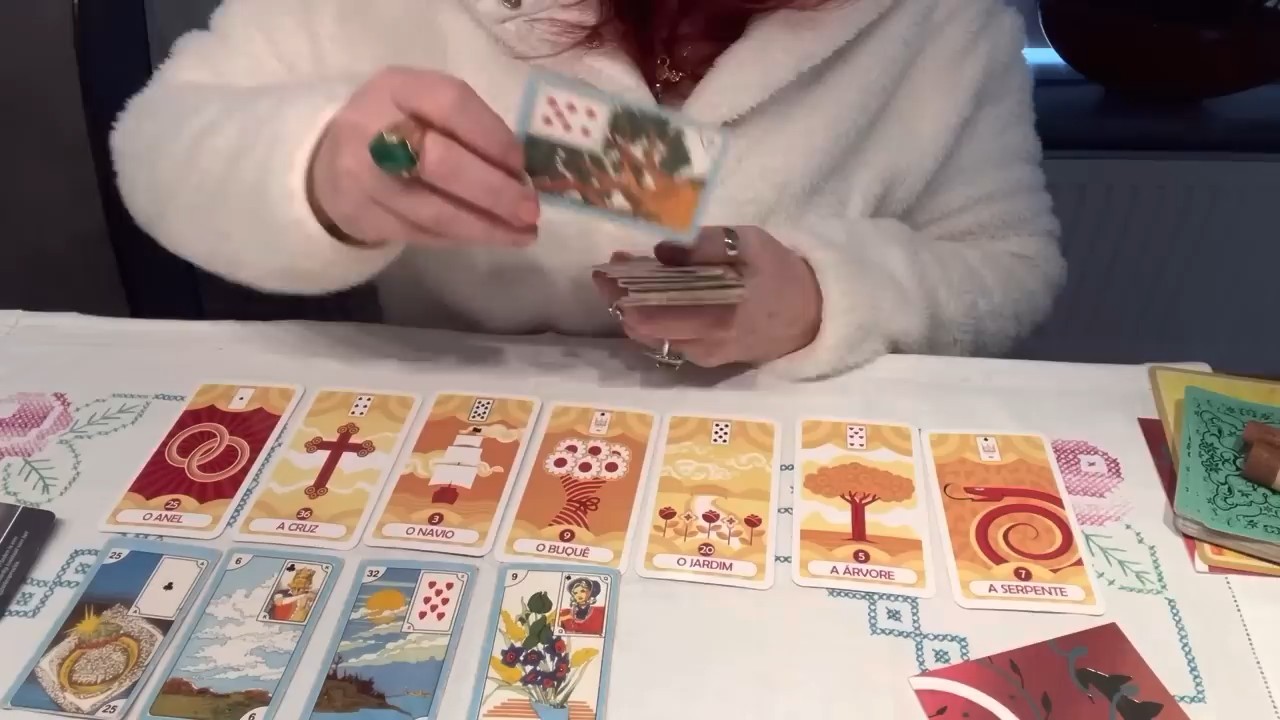 25
O ANEL
36
A CRUZ
3
O NAVIO
9
O BUQUÊ
20
O JARDIM
5
A ÁRVORE
7
A SERPENTE
25
25
6
6
32
9